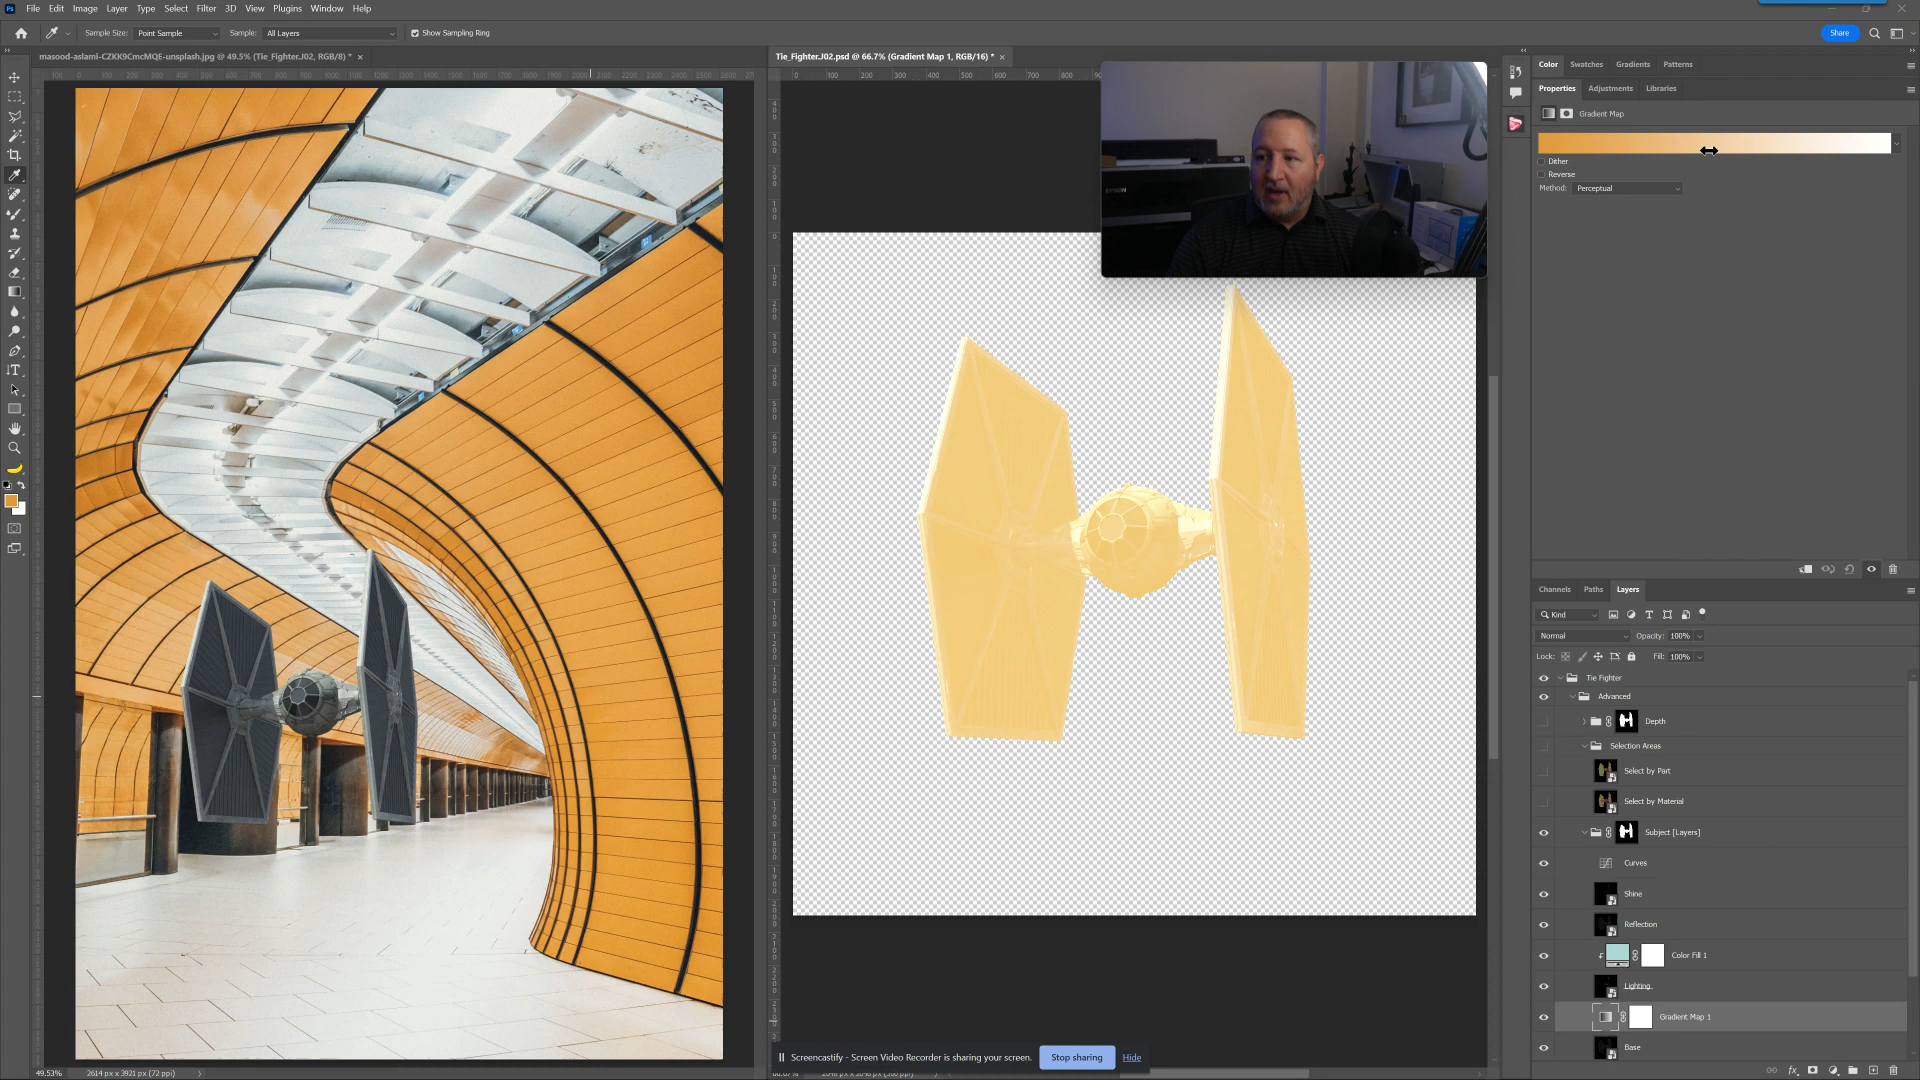 Ps File Edit Image Layer Type Select Filter 3D View Plugins Window Help
Sample Size: Point Sample Sample: All Layers Show Sampling Ring Share
masood-aslami-CZKK9CmcMQE-unsplash.jpg @ 49.5% (Tie_Fighter.J02, RGB/8) * ×
Tie_Fighter.J02.psd @ 66.7% (Gradient Map 1, RGB/16) * ×
Color Swatches Gradients Patterns
Properties Adjustments Libraries
Gradient Map
Dither
Reverse
Method: Perceptual
EPSON
Channels Paths Layers
Kind
Normal Opacity: 100%
Lock: Fill: 100%
Tie Fighter
Advanced
Depth
Selection Areas
Select by Part
Select by Material
Subject [Layers]
Curves
Shine
Reflection
Color Fill 1
Lighting
Gradient Map 1
Base
Screencastify - Screen Video Recorder is sharing your screen. Stop sharing Hide
49.53% 2614 px x 3921 px (72 ppi)